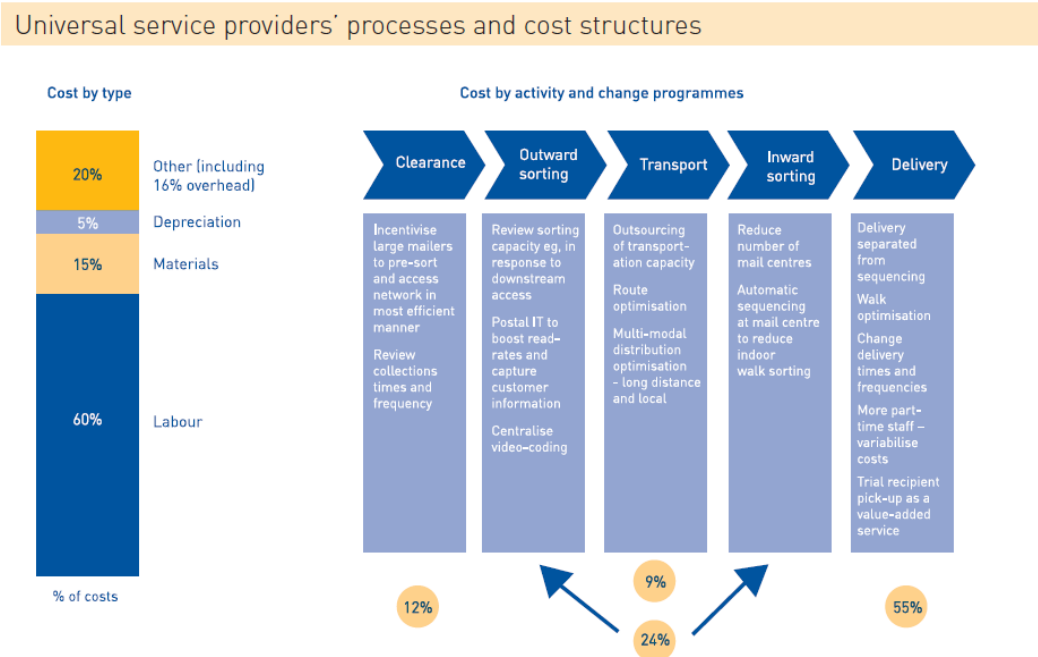 Universal service providers' processes and cost structures
Cost by type
20%
Other (including
16% overhead)
5%
Depreciation
15%
Materials
60%
Labour
% of costs
Cost by activity and change programmes
Clearance
Incentivise
large mailers
to pre-sort
and access
network in
most efficient
manner
Review
collections
times and
frequency
12%
Outward
sorting
Review sorting
capacity eg, in
response to
downstream
access
Postal IT to
boost read-
rates and
capture
customer
information
Centralise
video-coding
Transport
Outsourcing
of transport-
ation capacity
Route
optimisation
Multi-modal
distribution
optimisation
- long distance
and local
9%
24%
Inward
sorting
Reduce
number of
mail centres
Automatic
sequencing
at mail centre
to reduce
indoor
walk sorting
Delivery
Delivery
separated
from
sequencing
Walk
optimisation
Change
delivery
times and
frequencies
More part-
time staff –
variabilise
costs
Trial recipient
pick-up as a
value-added
service
55%